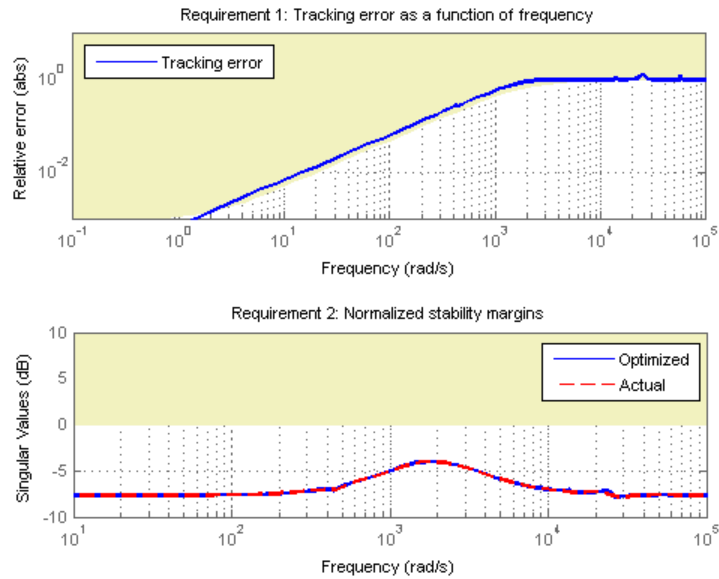 Requirement 1: Tracking error as a function of frequency
Relative error (abs)
Tracking error
10^0
10^-2
10^-1 10^0 10^1 10^2 10^3 10^4 10^5
Frequency (rad/s)
Requirement 2: Normalized stability margins
Singular Values (dB)
Optimized
Actual
10
5
0
-5
-10
10^1 10^2 10^3 10^4 10^5
Frequency (rad/s)